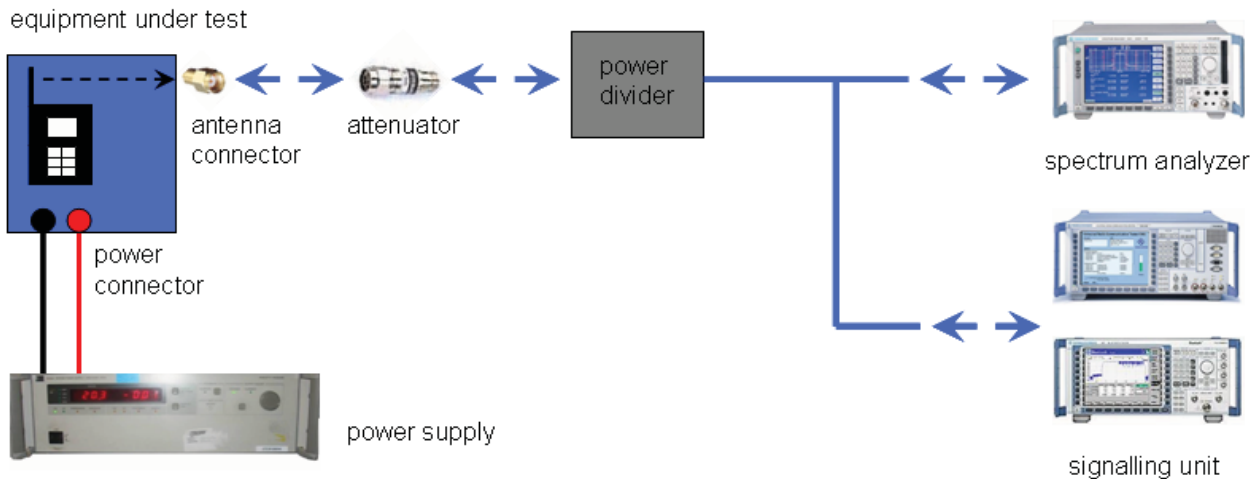 equipment under test
power
divider
antenna
connector
attenuator
spectrum analyzer
power
connector
power supply
signalling unit